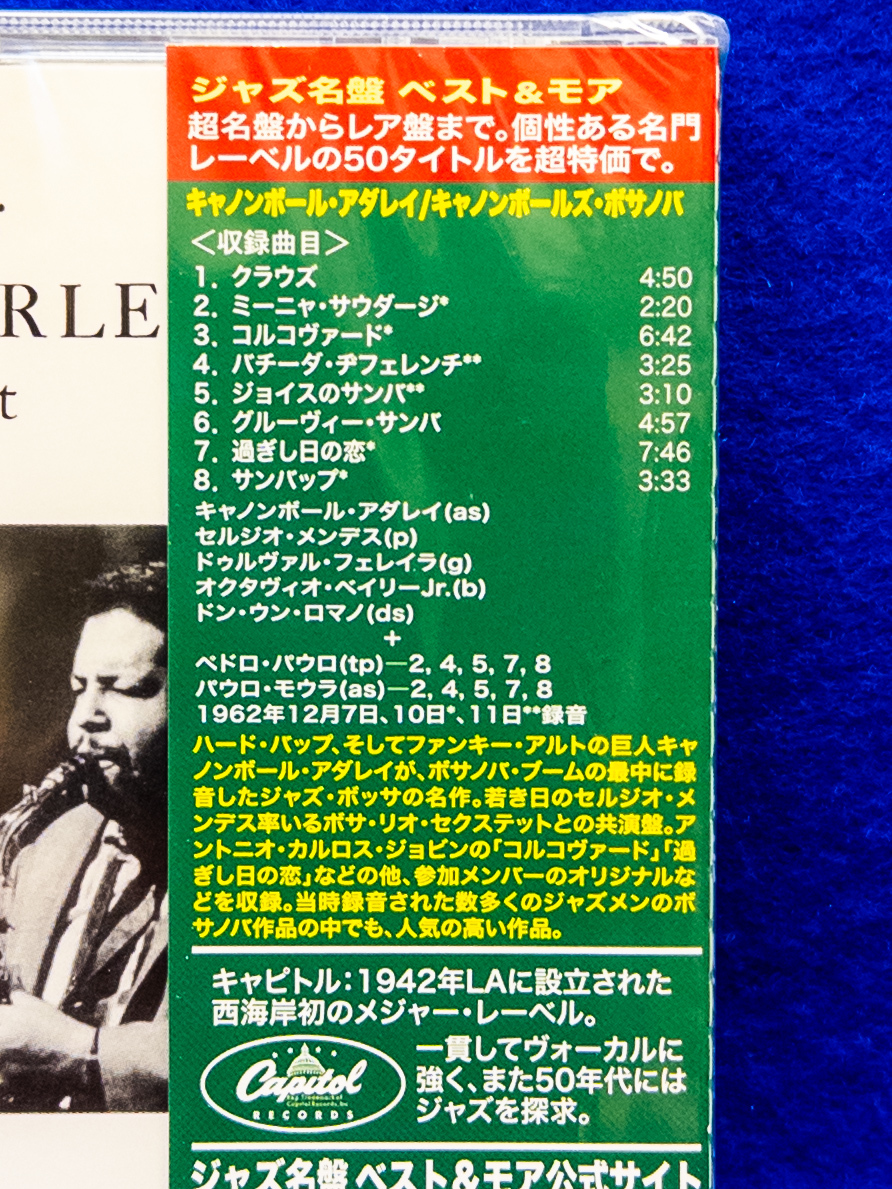 RLE
t
ジャズ名盤 ベスト&モア
超名盤からレア盤まで。個性ある名門
レーベルの50タイトルを超特価で。
キャノンボール・アダレイ/キャノンボールズ・ボサノバ
<収録曲目>
1. クラウズ 4:50
2. ミーニャ・サウダージ* 2:20
3. コルコヴァード* 6:42
4. バチーダ・ヂフェレンチ** 3:25
5. ジョイスのサンバ** 3:10
6. グルーヴィー・サンバ 4:57
7. 過ぎし日の恋* 7:46
8. サンバップ* 3:33
キャノンボール・アダレイ(as)
セルジオ・メンデス(p)
ドゥルヴァル・フェレイラ(g)
オクタヴィオ・ベイリーJr.(b)
ドン・ウン・ロマノ(ds)
+
ペドロ・パウロ(tp)—2, 4, 5, 7, 8
パウロ・モウラ(as)—2, 4, 5, 7, 8
1962年12月7日、10日*、11日**録音
ハード・バップ、そしてファンキー・アルトの巨人キャ
ノンボール・アダレイが、ボサノバ・ブームの最中に録
音したジャズ・ボッサの名作。若き日のセルジオ・メ
ンデス率いるボサ・リオ・セクステットとの共演盤。ア
ントニオ・カルロス・ジョビンの「コルコヴァード」「過
ぎし日の恋」などの他、参加メンバーのオリジナルな
どを収録。当時録音された数多くのジャズメンのボ
サノバ作品の中でも、人気の高い作品。
キャピトル:1942年LAに設立された
西海岸初のメジャー・レーベル。
一貫してヴォーカルに
強く、また50年代には
ジャズを探求。
Capitol
Reg. Trademark of
Capitol Records, Inc.
RECORDS
ジャズ名盤 ベスト&モア公式サイト